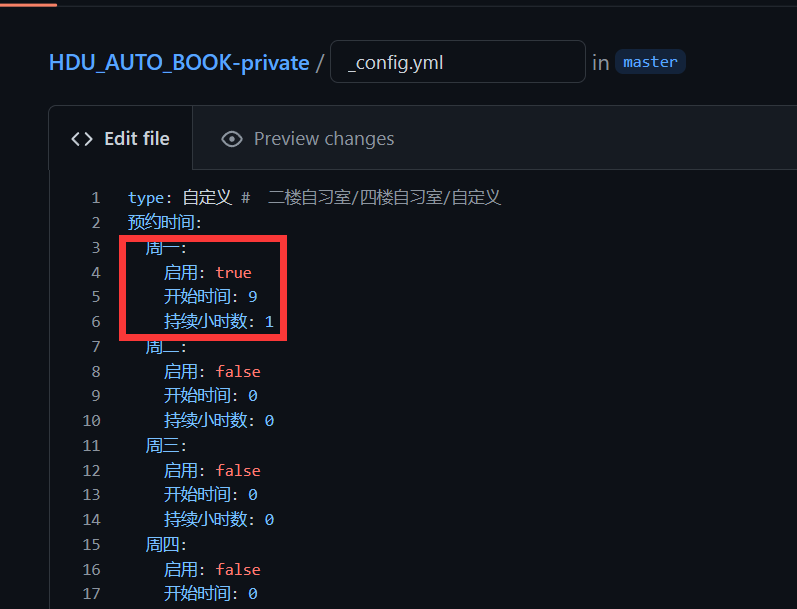 HDU_AUTO_BOOK-private / _config.yml in master
<> Edit file Preview changes
1 type: 自定义 # 二楼自习室/四楼自习室/自定义
2 预约时间:
3 周一:
4 启用: true
5 开始时间: 9
6 持续小时数: 1
7 周二:
8 启用: false
9 开始时间: 0
10 持续小时数: 0
11 周三:
12 启用: false
13 开始时间: 0
14 持续小时数: 0
15 周四:
16 启用: false
17 开始时间: 0